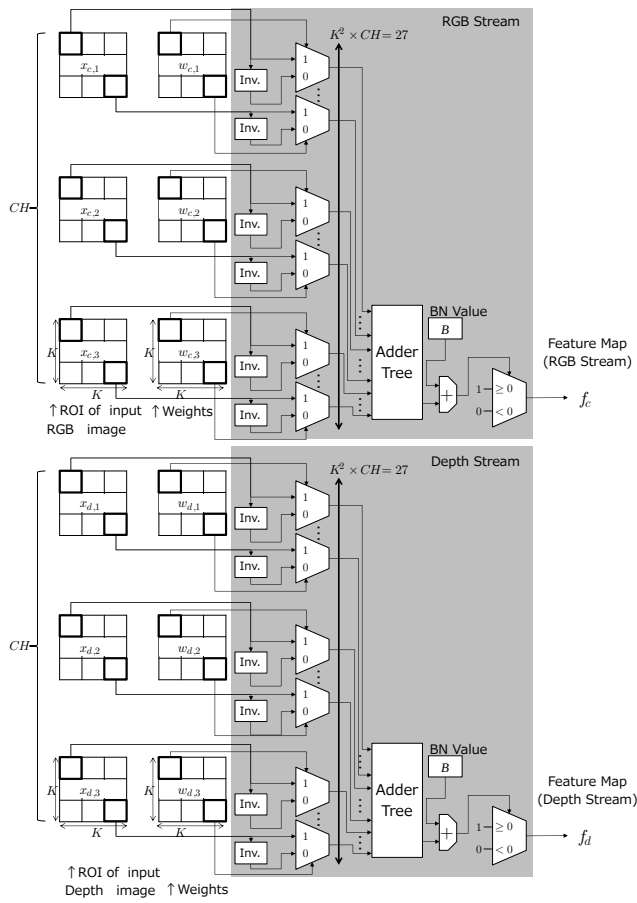 RGB Stream
K² × CH = 27
x_{c,1}
w_{c,1}
1
0
Inv.
1
0
Inv.
CH
x_{c,2}
w_{c,2}
1
0
Inv.
1
0
Inv.
x_{c,3}
w_{c,3}
K
K
K
K
1
0
Inv.
1
0
Inv.
Adder
Tree
BN Value
B
+
1
≥ 0
0
< 0
Feature Map
(RGB Stream)
f_c
↑ROI of input
RGB image
↑Weights
Depth Stream
K² × CH = 27
x_{d,1}
w_{d,1}
1
0
Inv.
1
0
Inv.
CH
x_{d,2}
w_{d,2}
1
0
Inv.
1
0
Inv.
x_{d,3}
w_{d,3}
K
K
K
K
1
0
Inv.
1
0
Inv.
Adder
Tree
BN Value
B
+
1
≥ 0
0
< 0
Feature Map
(Depth Stream)
f_d
↑ROI of input
Depth image
↑Weights